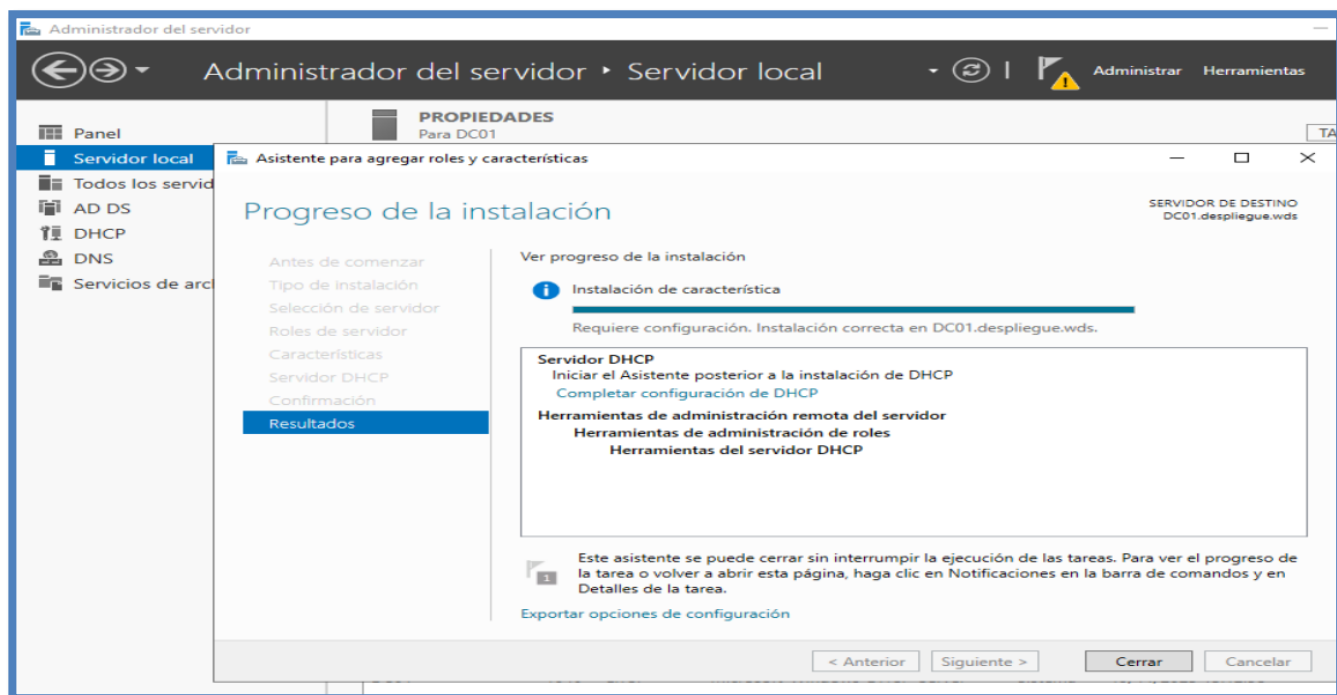 Administrador del servidor
Administrador del servidor ‣ Servidor local
Administrar Herramientas
Panel
Servidor local
Todos los servid
AD DS
DHCP
DNS
Servicios de arc
PROPIEDADES
Para DC01
TA
Asistente para agregar roles y características
Progreso de la instalación
SERVIDOR DE DESTINO
DC01.despliegue.wds
Antes de comenzar
Tipo de instalación
Selección de servidor
Roles de servidor
Características
Servidor DHCP
Confirmación
Resultados
Ver progreso de la instalación
Instalación de característica
Requiere configuración. Instalación correcta en DC01.despliegue.wds.
Servidor DHCP
Iniciar el Asistente posterior a la instalación de DHCP
Completar configuración de DHCP
Herramientas de administración remota del servidor
Herramientas de administración de roles
Herramientas del servidor DHCP
1
Este asistente se puede cerrar sin interrumpir la ejecución de las tareas. Para ver el progreso de
la tarea o volver a abrir esta página, haga clic en Notificaciones en la barra de comandos y en
Detalles de la tarea.
Exportar opciones de configuración
< Anterior Siguiente > Cerrar Cancelar